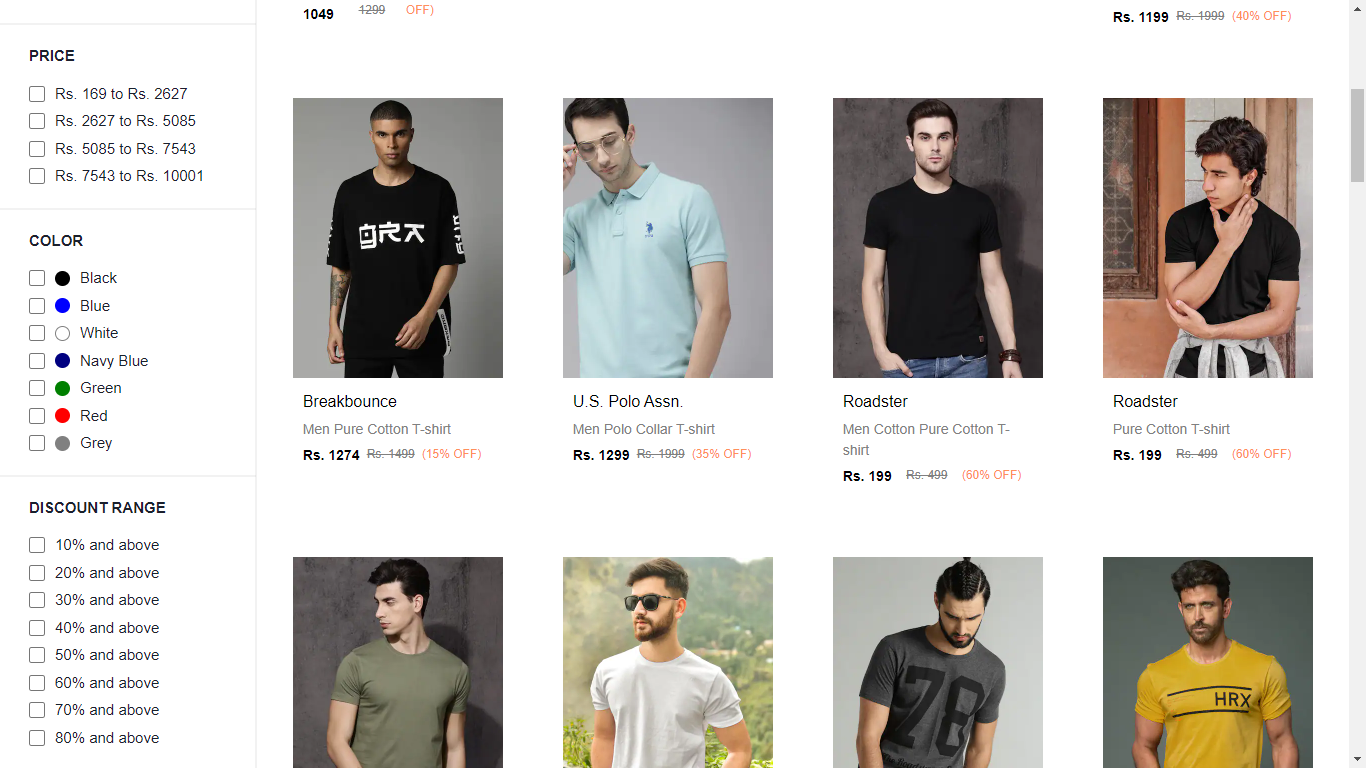 1049 1299 OFF)
Rs. 1199 Rs. 1999 (40% OFF)
PRICE
Rs. 169 to Rs. 2627
Rs. 2627 to Rs. 5085
Rs. 5085 to Rs. 7543
Rs. 7543 to Rs. 10001
COLOR
Black
Blue
White
Navy Blue
Green
Red
Grey
DISCOUNT RANGE
10% and above
20% and above
30% and above
40% and above
50% and above
60% and above
70% and above
80% and above
Breakbounce
Men Pure Cotton T-shirt
Rs. 1274 Rs. 1499 (15% OFF)
U.S. Polo Assn.
Men Polo Collar T-shirt
Rs. 1299 Rs. 1999 (35% OFF)
Roadster
Men Cotton Pure Cotton T-
shirt
Rs. 199 Rs. 499 (60% OFF)
Roadster
Pure Cotton T-shirt
Rs. 199 Rs. 499 (60% OFF)
78
HRX